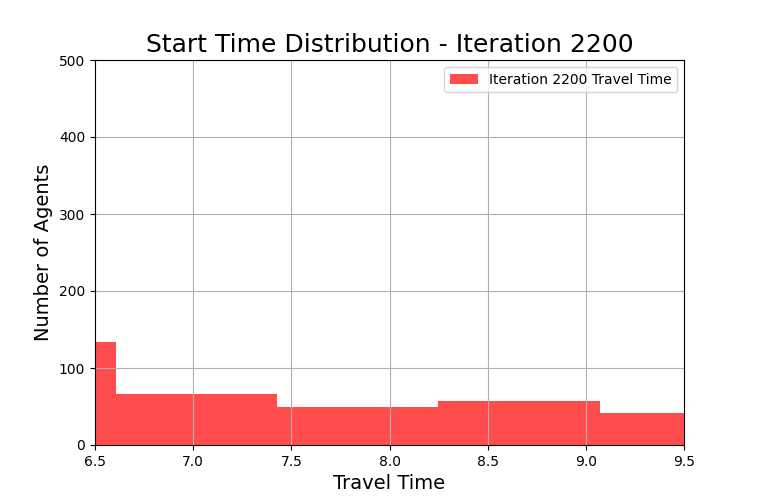 Start Time Distribution - Iteration 2200
Iteration 2200 Travel Time
Number of Agents
500
400
300
200
100
0
6.5 7.0 7.5 8.0 8.5 9.0 9.5
Travel Time